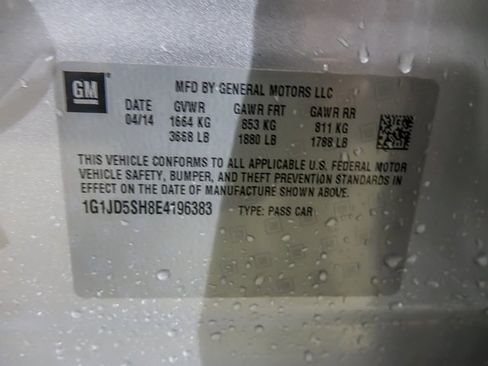 GM
MFD BY GENERAL MOTORS LLC
DATE GVWR GAWR FRT GAWR RR
04/14 1664 KG 853 KG 811 KG
3668 LB 1880 LB 1788 LB
THIS VEHICLE CONFORMS TO ALL APPLICABLE U.S. FEDERAL MOTOR
VEHICLE SAFETY, BUMPER, AND THEFT PREVENTION STANDARDS IN
EFFECT ON THE DATE OF MANUFACTURE SHOWN ABOVE.
1G1JD5SH8E4196383 TYPE: PASS CAR